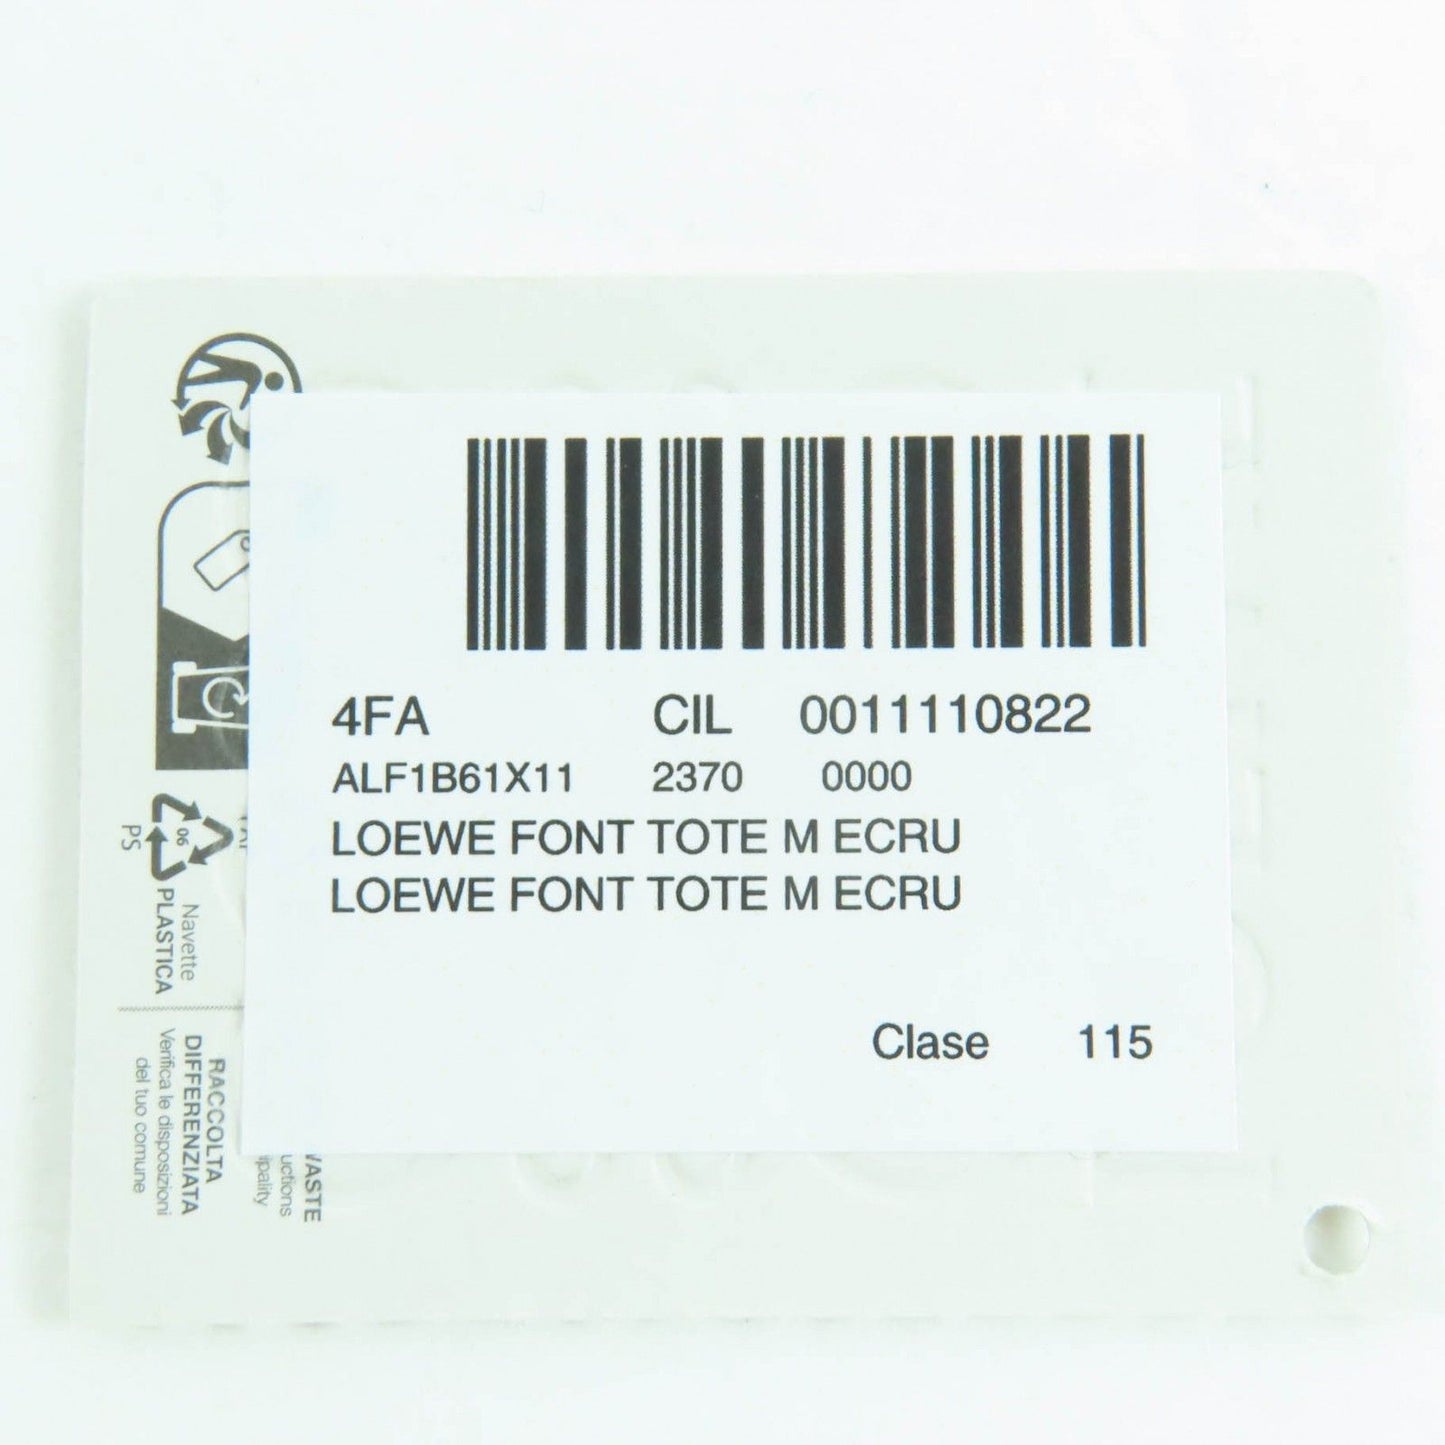 4FA CIL 0011110822
ALF1B61X11 2370 0000
LOEWE FONT TOTE M ECRU
LOEWE FONT TOTE M ECRU
Clase 115
06
PS
Navette
PLASTICA
RACCOLTA
DIFFERENZIATA
Verifica le disposizioni
del tuo comune